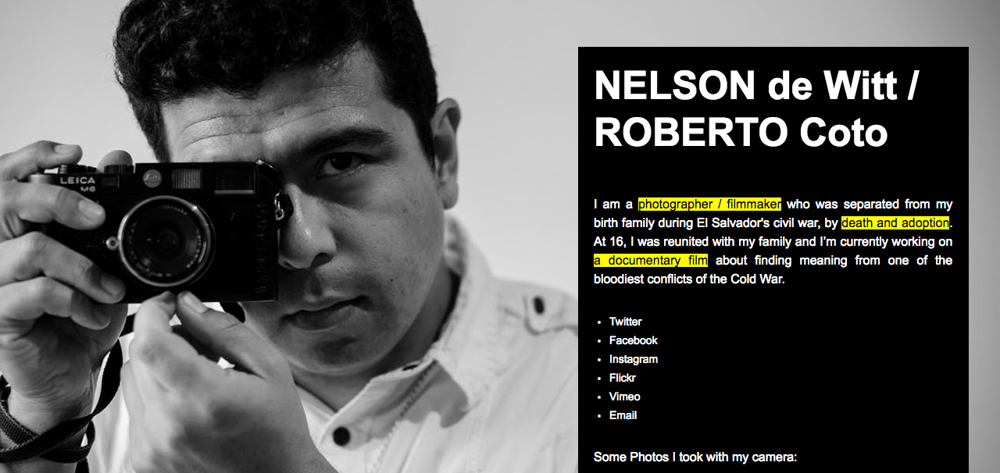 LEICA
M6
NELSON de Witt /
ROBERTO Coto
I am a photographer / filmmaker who was separated from my
birth family during El Salvador's civil war, by death and adoption.
At 16, I was reunited with my family and I'm currently working on
a documentary film about finding meaning from one of the
bloodiest conflicts of the Cold War.
• Twitter
• Facebook
• Instagram
• Flickr
• Vimeo
• Email
Some Photos I took with my camera: